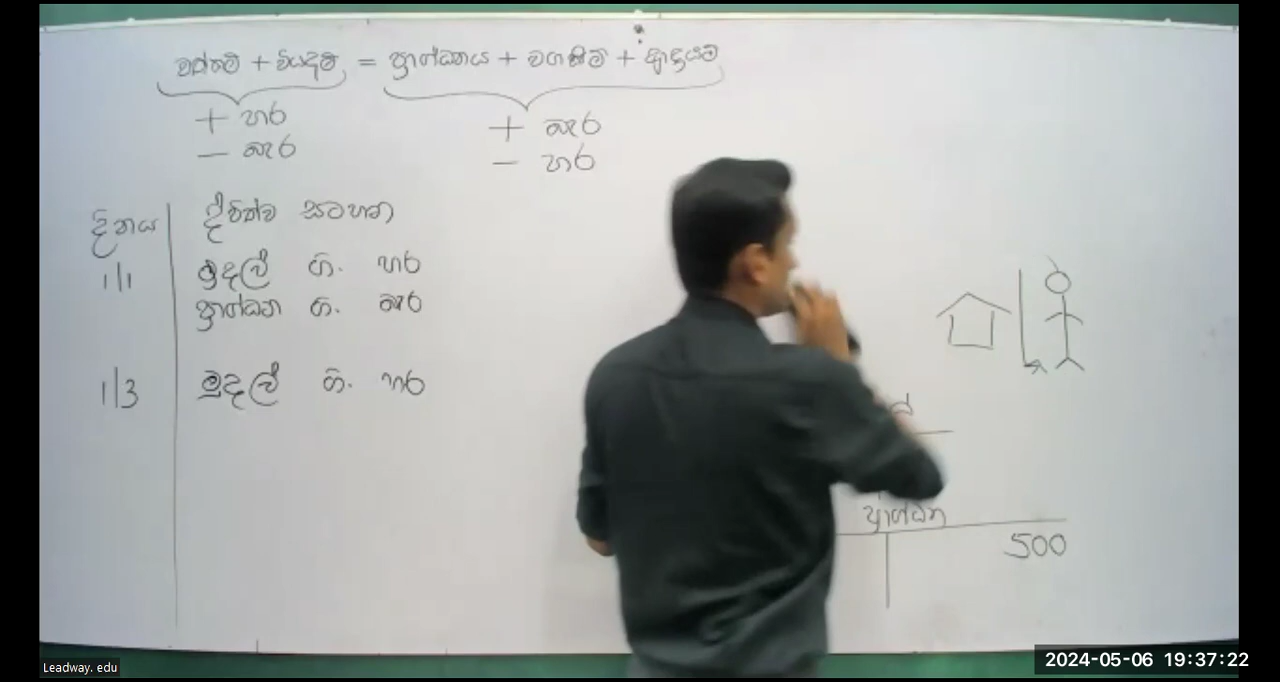 වත්කම් + වියදම් = ප්‍රාග්ධනය + වගකීම් + ආදායම්
+ හර
+ බැර
– බැර
– හර
දිනය ද්විත්ව සටහන
1/1 මුදල් ගි. හර
ප්‍රාග්ධන ගි. බැර
1/3 මුදල් ගි. හර
ප්‍රාග්ධන
500
Leadway. edu
2024-05-06 19:37:22